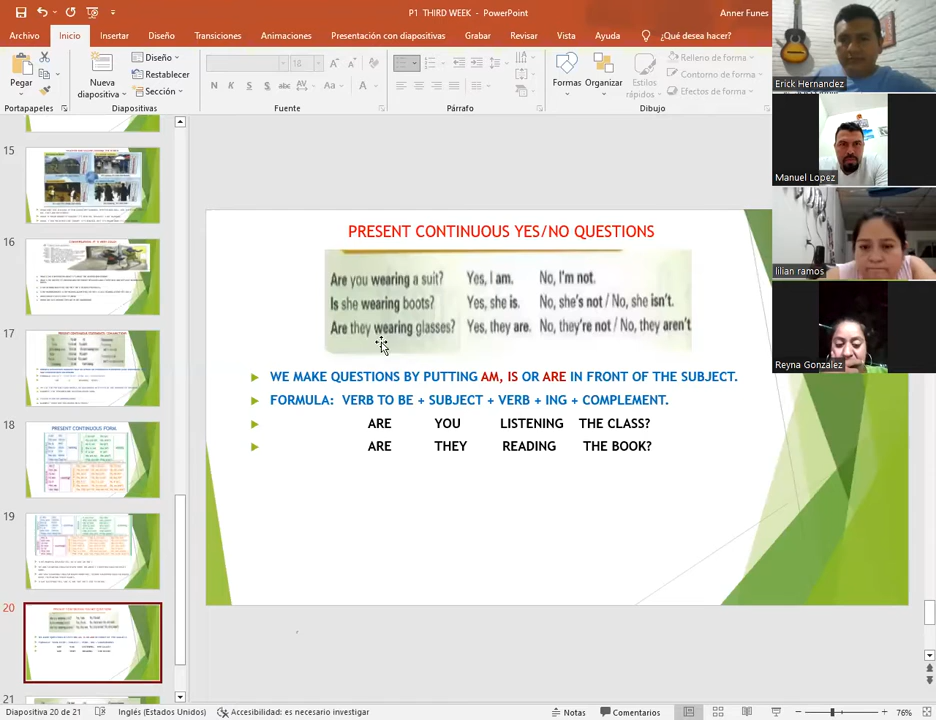 P1 THIRD WEEK - PowerPoint
Anner Funes
Archivo Inicio Insertar Diseño Transiciones Animaciones Presentación con diapositivas Grabar Revisar Vista Ayuda ¿Qué desea hacer?
Pegar
Nueva diapositiva
Diseño
Restablecer
Sección
18
N K S S abc AV Aa A
Formas
Organizar
Estilos rápidos
Relleno de forma
Contorno de forma
Efectos de forma
Portapapeles Diapositivas Fuente Párrafo Dibujo
15
16
17
18
PRESENT CONTINUOUS FORM.
19
20
21
PRESENT CONTINUOUS YES/NO QUESTIONS
Are you wearing a suit? Yes, I am. No, I'm not.
Is she wearing boots? Yes, she is. No, she's not / No, she isn't.
Are they wearing glasses? Yes, they are. No, they're not / No, they aren't
WE MAKE QUESTIONS BY PUTTING AM, IS OR ARE IN FRONT OF THE SUBJECT.
FORMULA: VERB TO BE + SUBJECT + VERB + ING + COMPLEMENT.
ARE YOU LISTENING THE CLASS?
ARE THEY READING THE BOOK?
Erick Hernandez
Manuel Lopez
lilian ramos
Reyna Gonzalez
Diapositiva 20 de 21 Inglés (Estados Unidos) Accesibilidad: es necesario investigar Notas Comentarios 76%